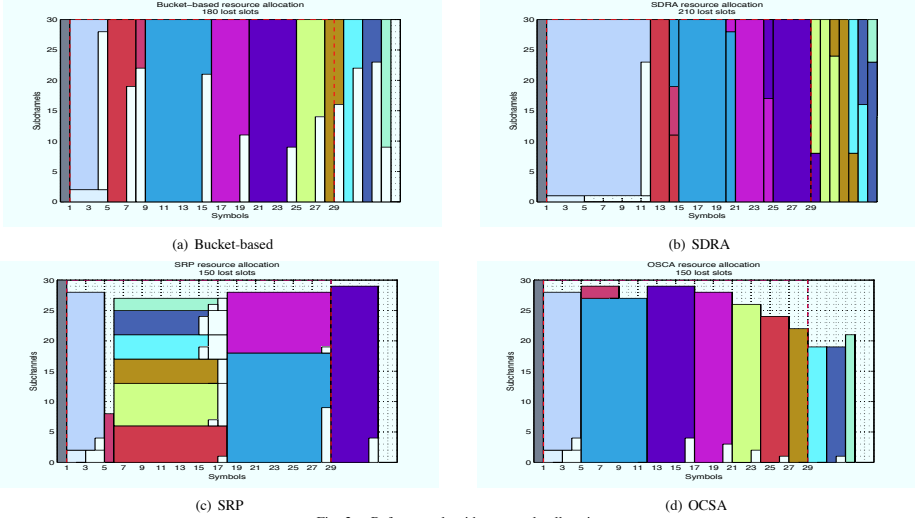 Bucket-based resource allocation
180 lost slots
30
25
20
15
10
5
0
Subchannels
1 3 5 7 9 11 13 15 17 19 21 23 25 27 29
Symbols
(a) Bucket-based
SDRA resource allocation
210 lost slots
30
25
20
15
10
5
0
Subchannels
1 3 5 7 9 11 13 15 17 19 21 23 25 27 29
Symbols
(b) SDRA
SRP resource allocation
150 lost slots
30
25
20
15
10
5
0
Subchannels
1 3 5 7 9 11 13 15 17 19 21 23 25 27 29
Symbols
(c) SRP
OSCA resource allocation
150 lost slots
30
25
20
15
10
5
0
Subchannels
1 3 5 7 9 11 13 15 17 19 21 23 25 27 29
Symbols
(d) OCSA